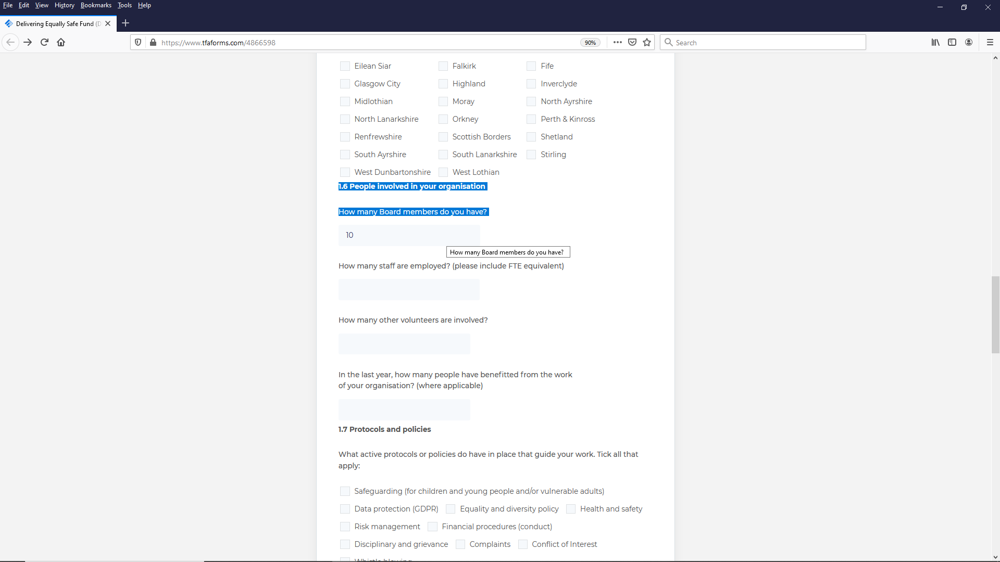 File Edit View History Bookmarks Tools Help
Delivering Equally Safe Fund (D
https://www.tfaforms.com/4866598 90% Search
Eilean Siar Falkirk Fife
Glasgow City Highland Inverclyde
Midlothian Moray North Ayrshire
North Lanarkshire Orkney Perth & Kinross
Renfrewshire Scottish Borders Shetland
South Ayrshire South Lanarkshire Stirling
West Dunbartonshire West Lothian
1.6 People involved in your organisation
How many Board members do you have?
10
How many Board members do you have?
How many staff are employed? (please include FTE equivalent)
How many other volunteers are involved?
In the last year, how many people have benefitted from the work
of your organisation? (where applicable)
1.7 Protocols and policies
What active protocols or policies do have in place that guide your work. Tick all that
apply:
Safeguarding (for children and young people and/or vulnerable adults)
Data protection (GDPR) Equality and diversity policy Health and safety
Risk management Financial procedures (conduct)
Disciplinary and grievance Complaints Conflict of Interest